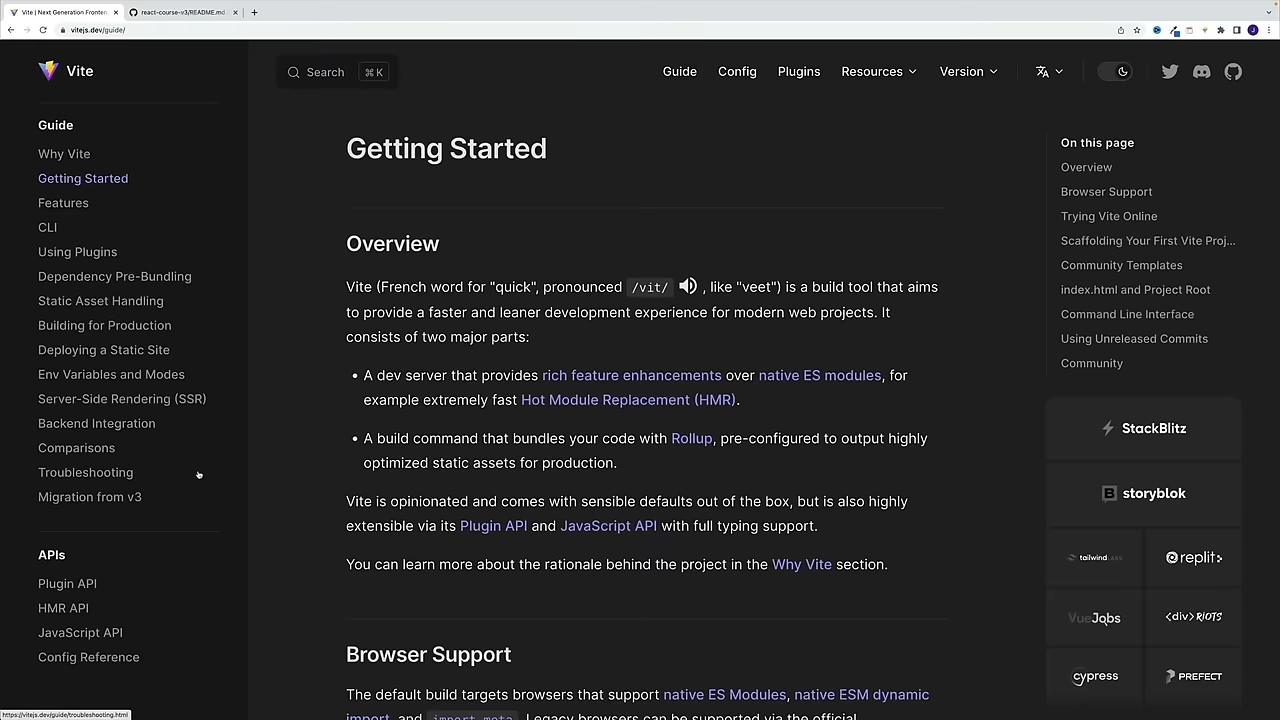 Vite | Next Generation Fronten
react-course-v3/README.md
vitejs.dev/guide/
Vite
Search
⌘ K
Guide
Config
Plugins
Resources
Version
Guide
Why Vite
Getting Started
Features
CLI
Using Plugins
Dependency Pre-Bundling
Static Asset Handling
Building for Production
Deploying a Static Site
Env Variables and Modes
Server-Side Rendering (SSR)
Backend Integration
Comparisons
Troubleshooting
Migration from v3
APIs
Plugin API
HMR API
JavaScript API
Config Reference
https://vitejs.dev/guide/troubleshooting.html
Getting Started
Overview
Vite (French word for "quick", pronounced /vit/ , like "veet") is a build tool that aims
to provide a faster and leaner development experience for modern web projects. It
consists of two major parts:
• A dev server that provides rich feature enhancements over native ES modules, for
example extremely fast Hot Module Replacement (HMR).
• A build command that bundles your code with Rollup, pre-configured to output highly
optimized static assets for production.
Vite is opinionated and comes with sensible defaults out of the box, but is also highly
extensible via its Plugin API and JavaScript API with full typing support.
You can learn more about the rationale behind the project in the Why Vite section.
Browser Support
The default build targets browsers that support native ES Modules, native ESM dynamic
import, and import.meta. Legacy browsers can be supported via the official
On this page
Overview
Browser Support
Trying Vite Online
Scaffolding Your First Vite Proj...
Community Templates
index.html and Project Root
Command Line Interface
Using Unreleased Commits
Community
StackBlitz
storyblok
tailwind LABS
replit
VueJobs
<div>RIOTS
cypress
PREFECT